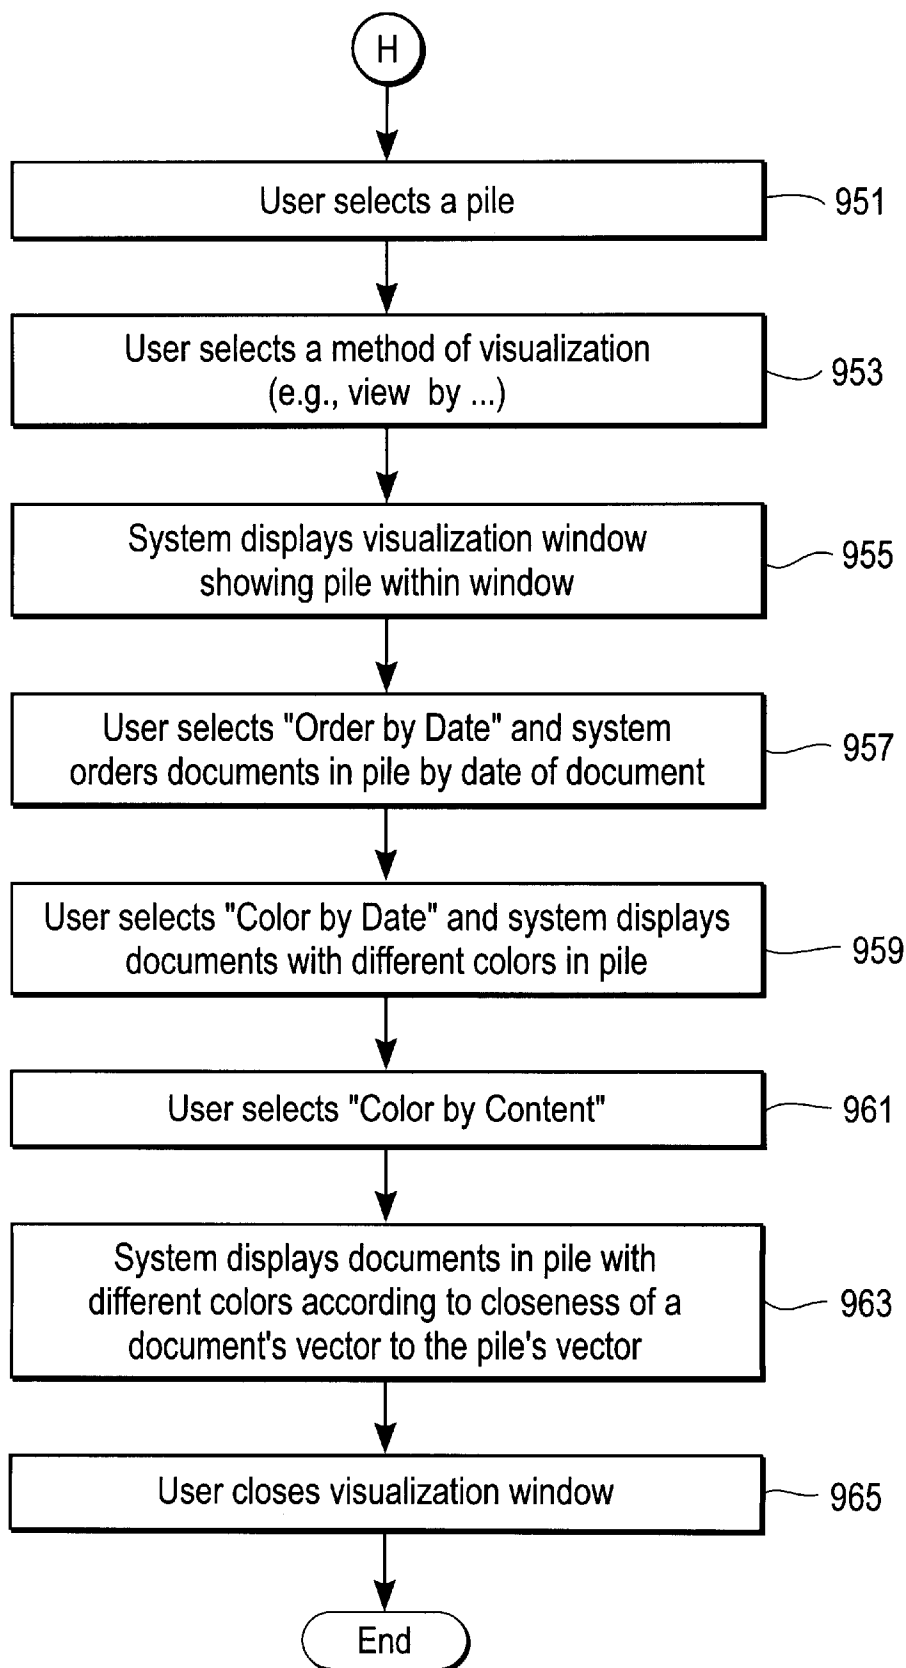 H
User selects a pile
951
User selects a method of visualization
(e.g., view by ...)
953
System displays visualization window
showing pile within window
955
User selects "Order by Date" and system
orders documents in pile by date of document
957
User selects "Color by Date" and system displays
documents with different colors in pile
959
User selects "Color by Content"
961
System displays documents in pile with
different colors according to closeness of a
document's vector to the pile's vector
963
User closes visualization window
965
End